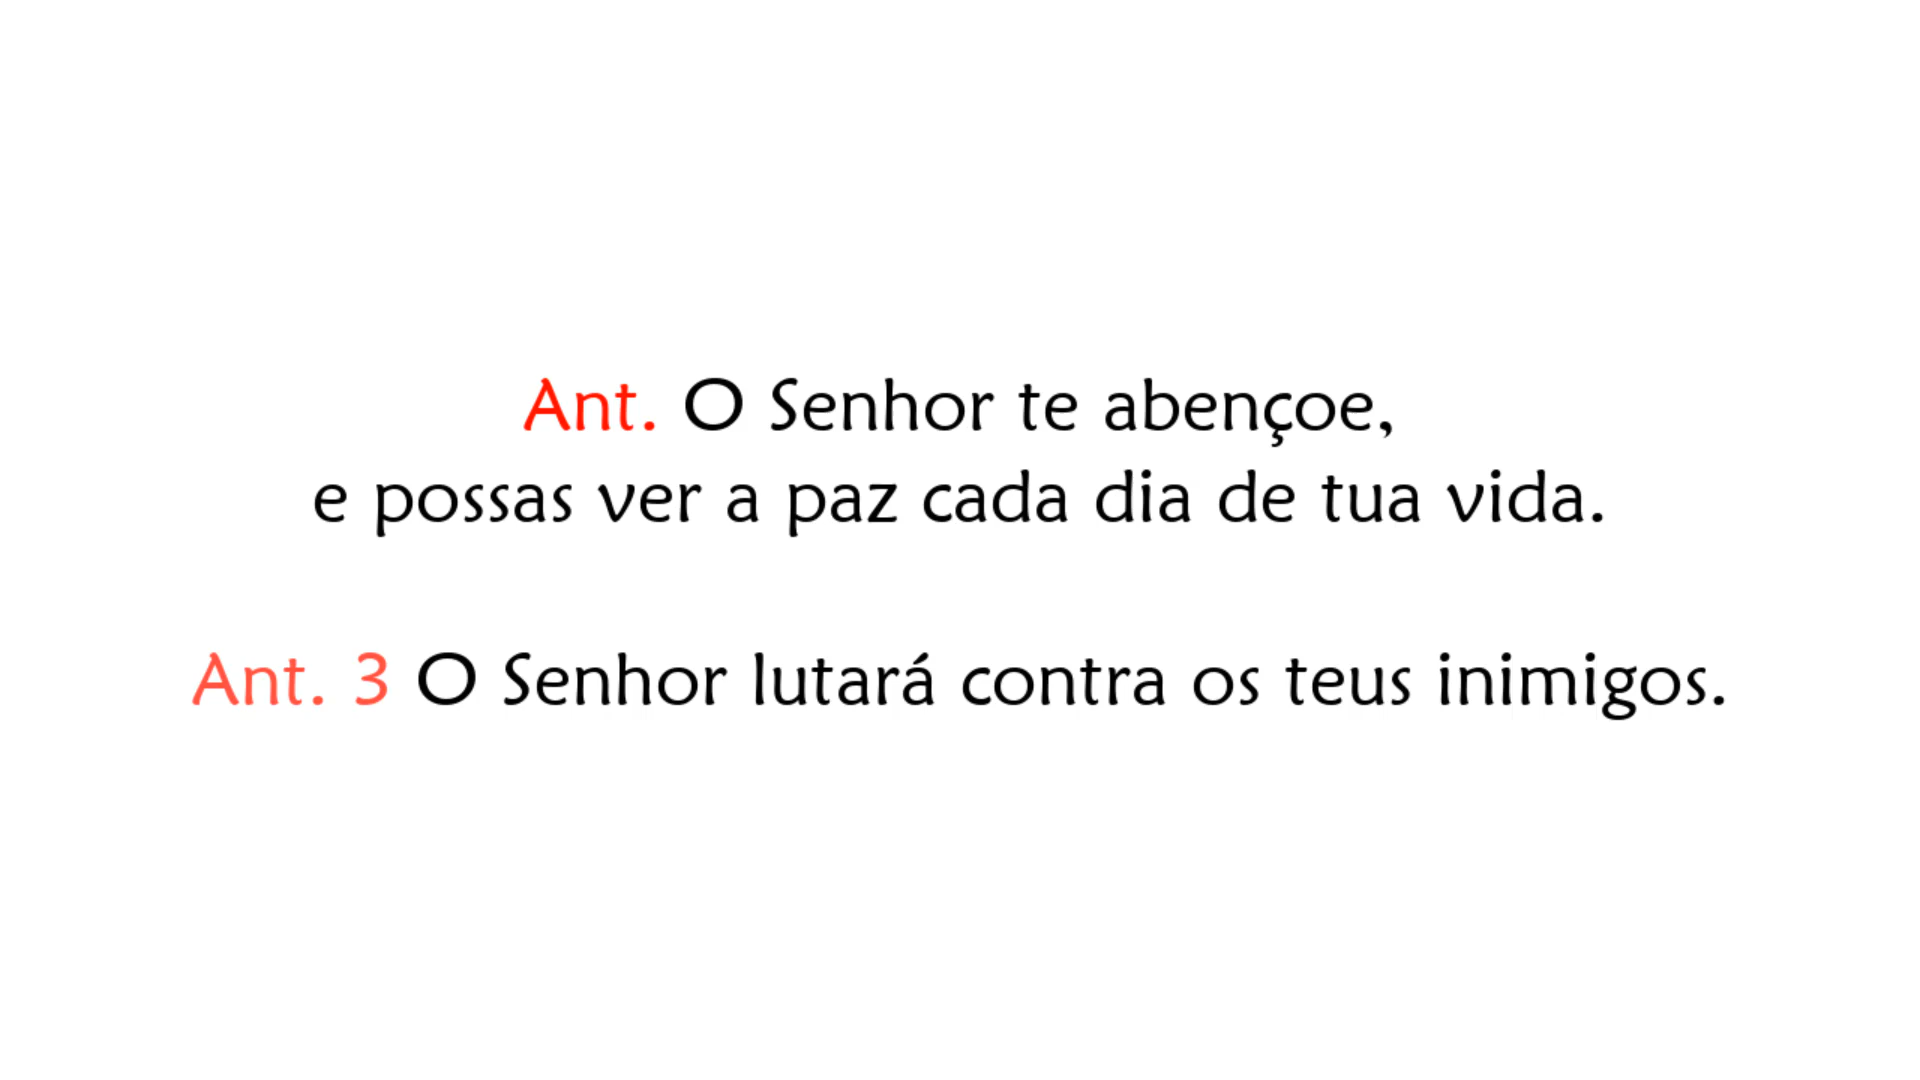 Ant. O Senhor te abençoe,
e possas ver a paz cada dia de tua vida.
Ant. 3 O Senhor lutará contra os teus inimigos.